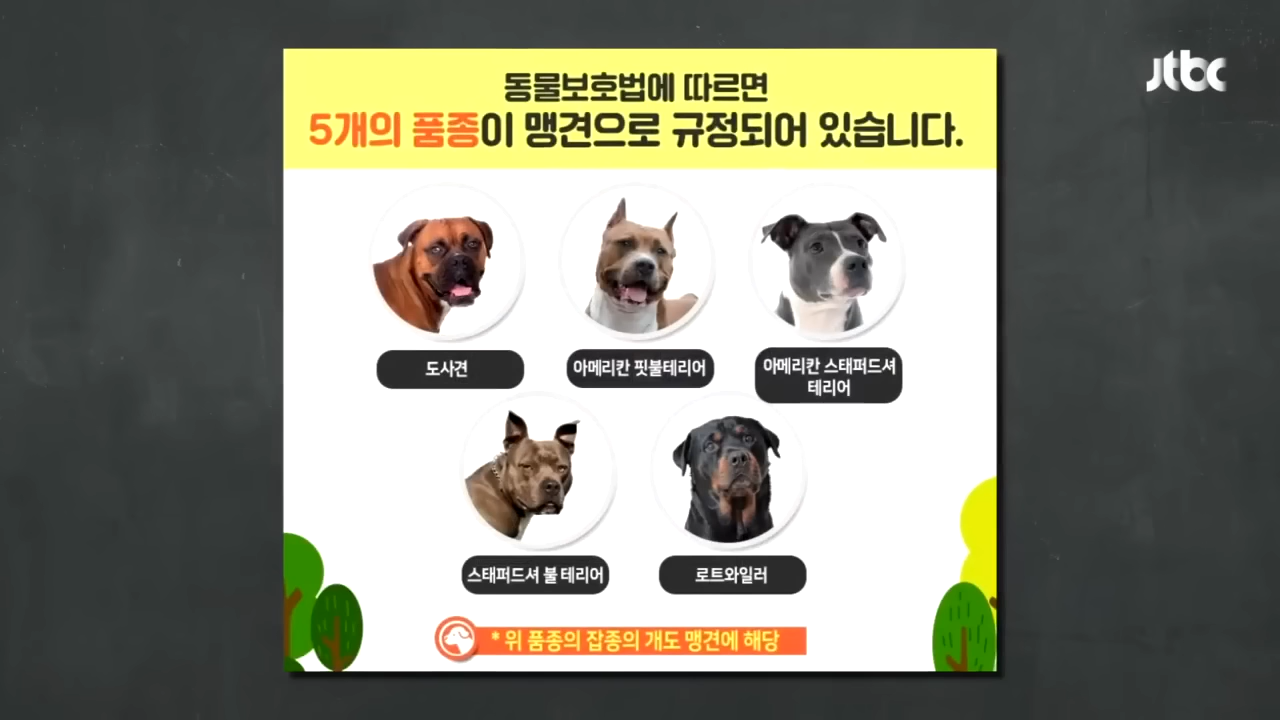 jtbc
동물보호법에 따르면
5개의 품종이 맹견으로 규정되어 있습니다.
도사견
아메리칸 핏불테리어
아메리칸 스태퍼드셔
테리어
스태퍼드셔 불 테리어
로트와일러
* 위 품종의 잡종의 개도 맹견에 해당